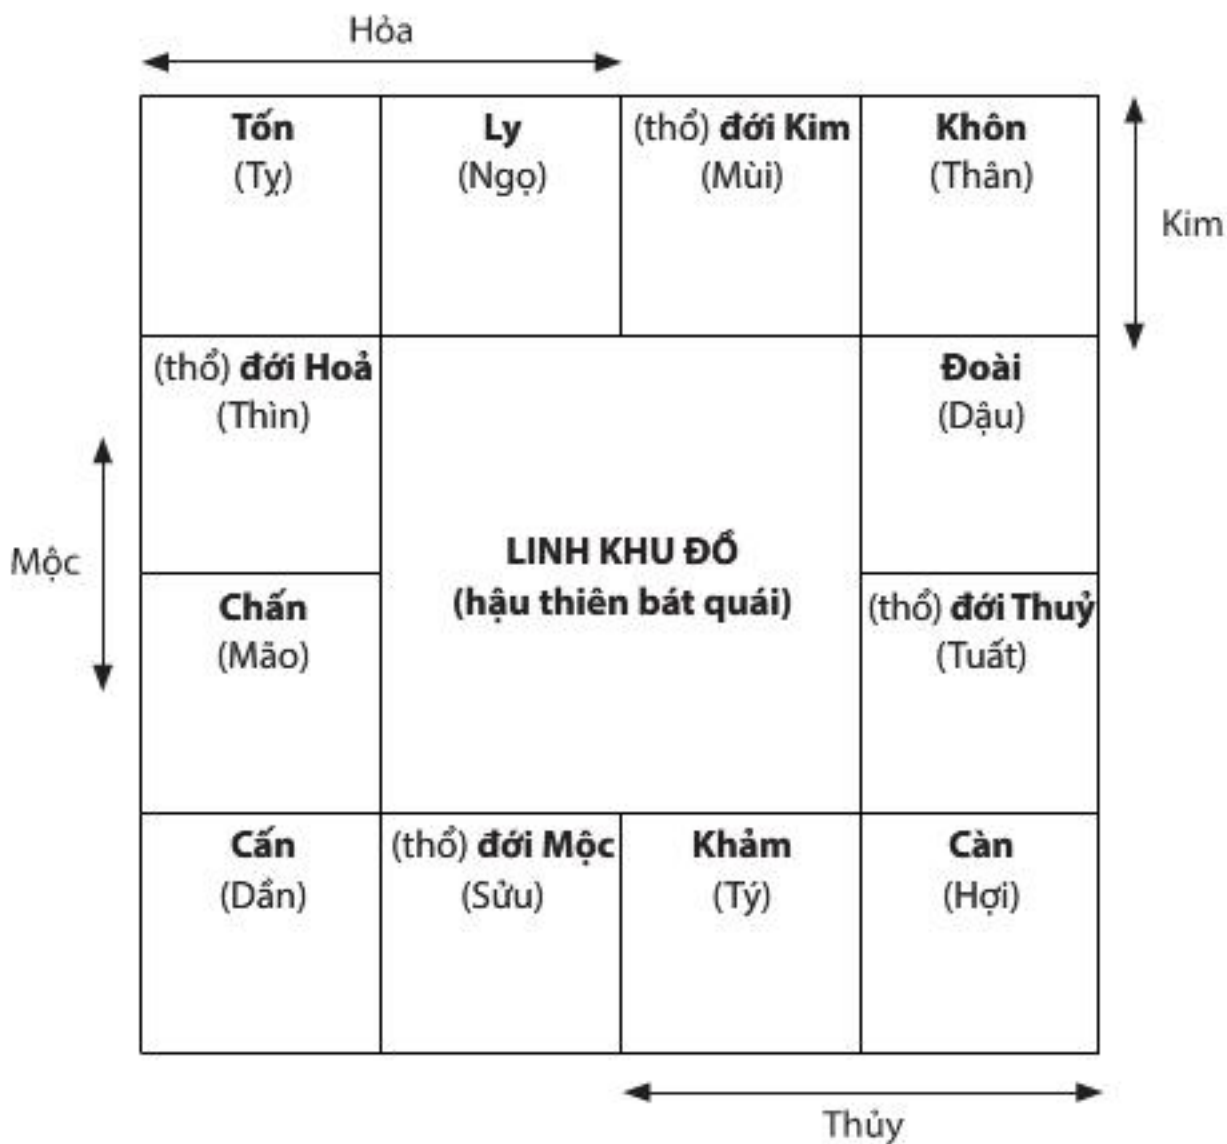 Hỏa
Tốn
(Tỵ)
Ly
(Ngọ)
(thổ) đới Kim
(Mùi)
Khôn
(Thân)
Kim
(thổ) đới Hoả
(Thìn)
Đoài
(Dậu)
Mộc
LINH KHU ĐỒ
(hậu thiên bát quái)
Chấn
(Mão)
(thổ) đới Thuỷ
(Tuất)
Cấn
(Dần)
(thổ) đới Mộc
(Sửu)
Khảm
(Tý)
Càn
(Hợi)
Thủy